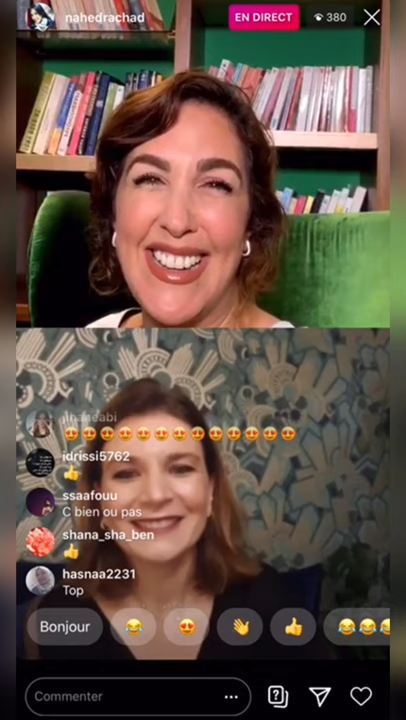 nahedrachad
EN DIRECT
380
idrissi5762
ssaafouu
C bien ou pas
shana_sha_ben
hasnaa2231
Top
Bonjour
Commenter